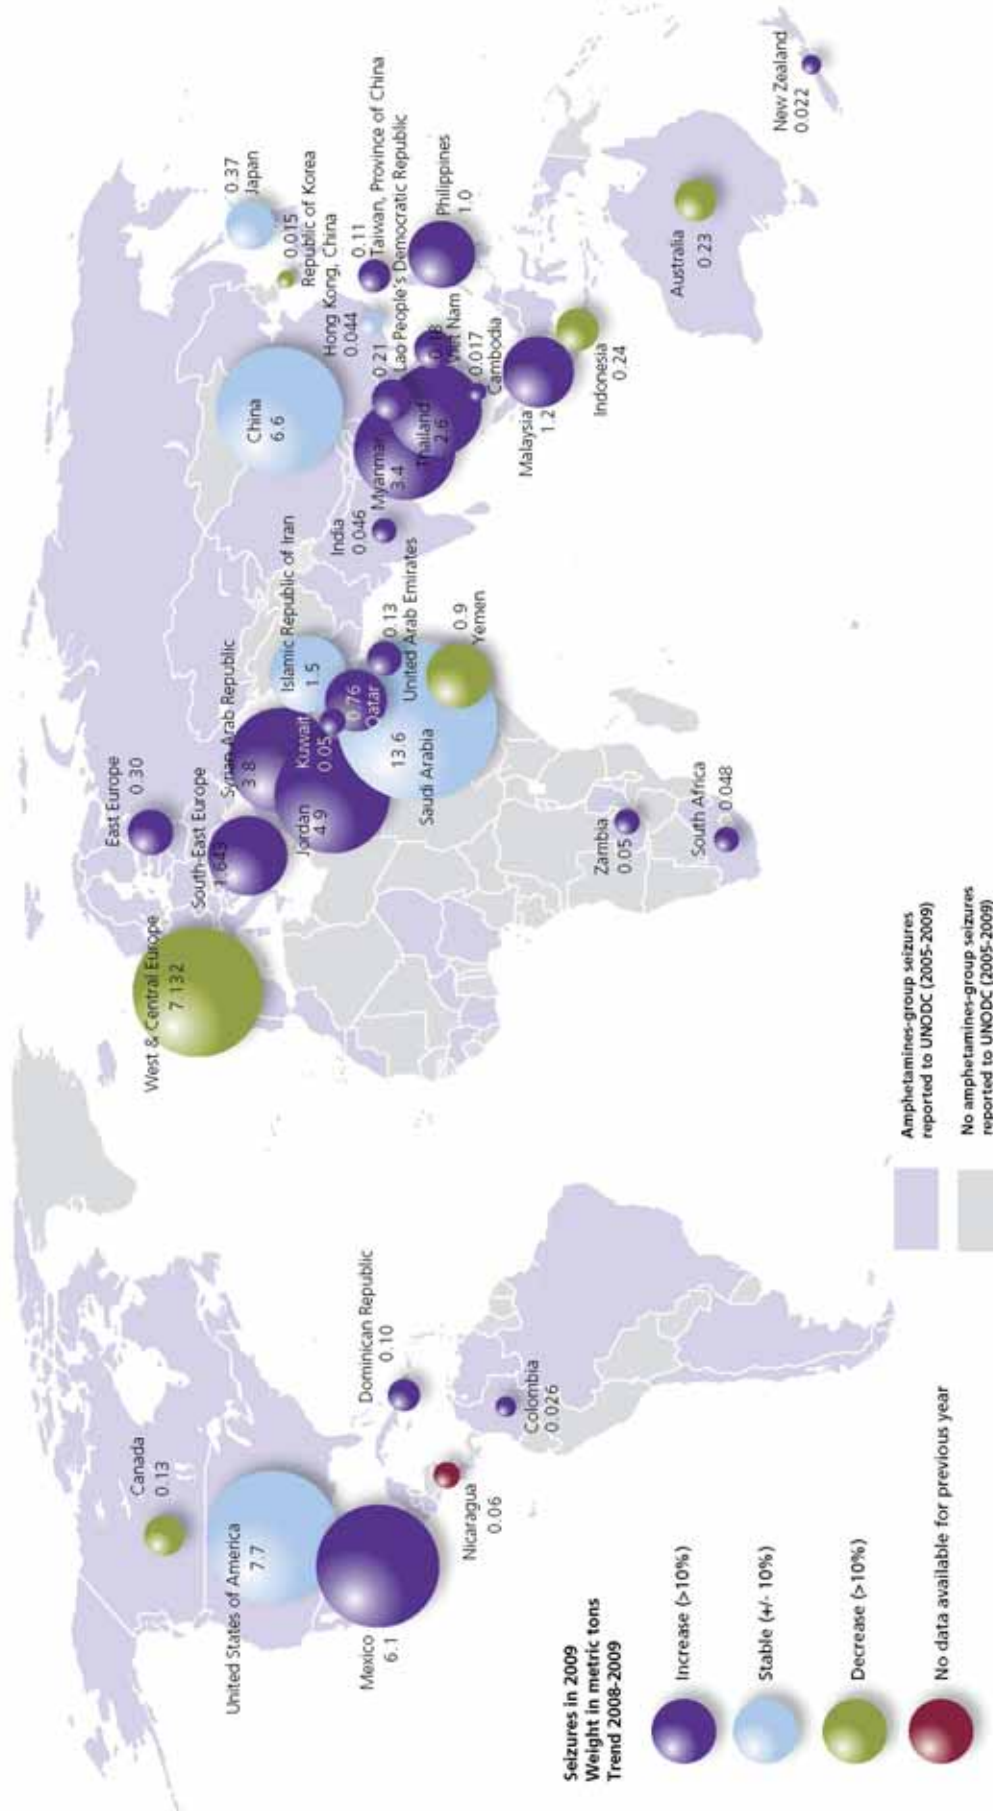 Canada
0.13
United States of America
7.7
Mexico
6.1
Dominican Republic
0.10
Nicaragua
0.06
Colombia
0.026
West & Central Europe
7.132
East Europe
0.30
South-East Europe
1.643
Syrian Arab Republic
3.8
Jordan
4.9
Kuwait
0.05
Islamic Republic of Iran
1.5
0.76
Qatar
0.13
United Arab Emirates
13.6
Saudi Arabia
0.9
Yemen
Zambia
0.05
South Africa
0.048
India
0.046
China
6.6
Myanmar
3.4
Thailand
2.6
0.21
Lao People's Democratic Republic
Hong Kong, China
0.044
0.015
Republic of Korea
0.37
Japan
0.11
Taiwan, Province of China
Viet Nam
0.017
Cambodia
Philippines
1.0
Malaysia
1.2
Indonesia
0.24
Australia
0.23
New Zealand
0.022
Seizures in 2009
Weight in metric tons
Trend 2008-2009
Increase (>10%)
Stable (+/- 10%)
Decrease (>10%)
No data available for previous year
Amphetamines-group seizures
reported to UNODC (2005-2009)
No amphetamines-group seizures
reported to UNODC (2005-2009)